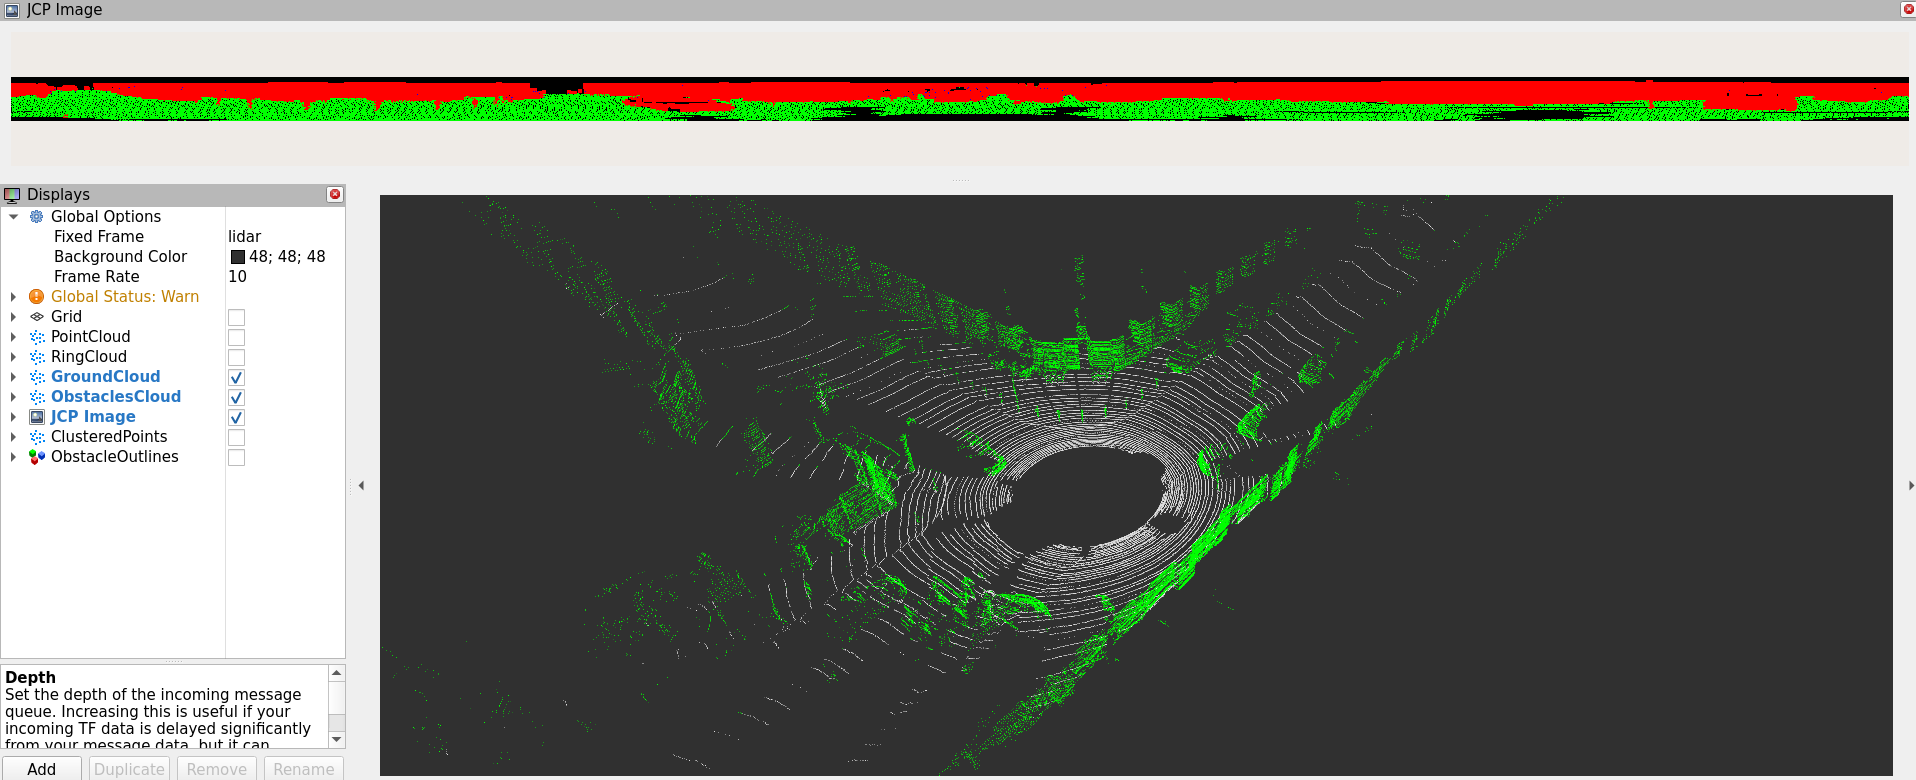 JCP Image
Displays
Global Options
Fixed Frame lidar
Background Color 48; 48; 48
Frame Rate 10
Global Status: Warn
Grid
PointCloud
RingCloud
GroundCloud
ObstaclesCloud
JCP Image
ClusteredPoints
ObstacleOutlines
Depth
Set the depth of the incoming message
queue. Increasing this is useful if your
incoming TF data is delayed significantly
from your message data, but it can
Add Duplicate Remove Rename